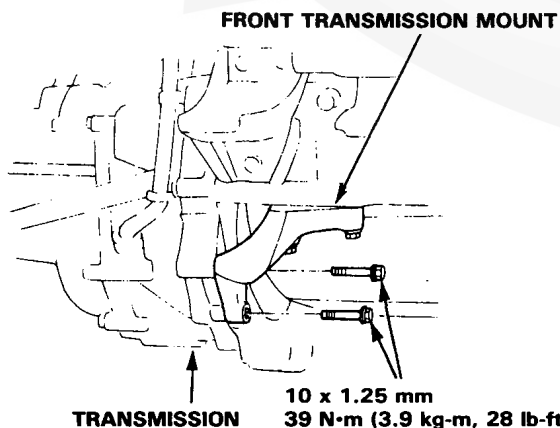 FRONT TRANSMISSION MOUNT
10 x 1.25 mm
39 N·m (3.9 kg-m, 28 lb-ft
TRANSMISSION